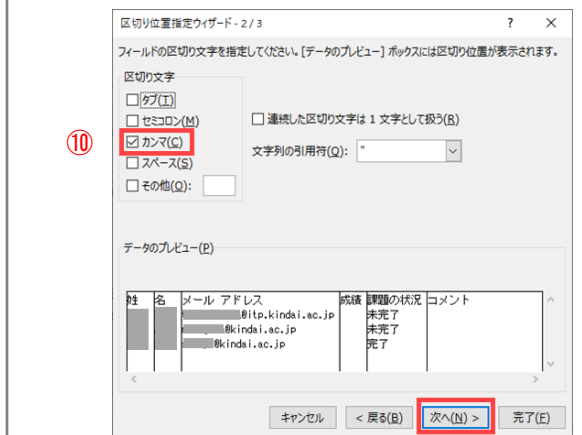 区切り位置指定ウィザード - 2 / 3 ? ×
フィールドの区切り文字を指定してください。[データのプレビュー] ボックスには区切り位置が表示されます。
区切り文字
タブ(T)
セミコロン(M)
⑩ カンマ(C)
スペース(S)
その他(O):
連続した区切り文字は 1 文字として扱う(R)
文字列の引用符(Q): "
データのプレビュー(P)
姓 名 メール アドレス 成績 課題の状況 コメント
@itp.kindai.ac.jp 未完了
@kindai.ac.jp 未完了
@kindai.ac.jp 完了
キャンセル < 戻る(B) 次へ(N) > 完了(F)